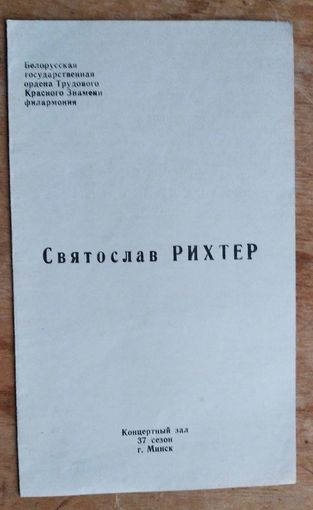 Белорусская
государственная
ордена Трудового
Красного Знамени
филармония
Святослав РИХТЕР
Концертный зал
37 сезон
г. Минск